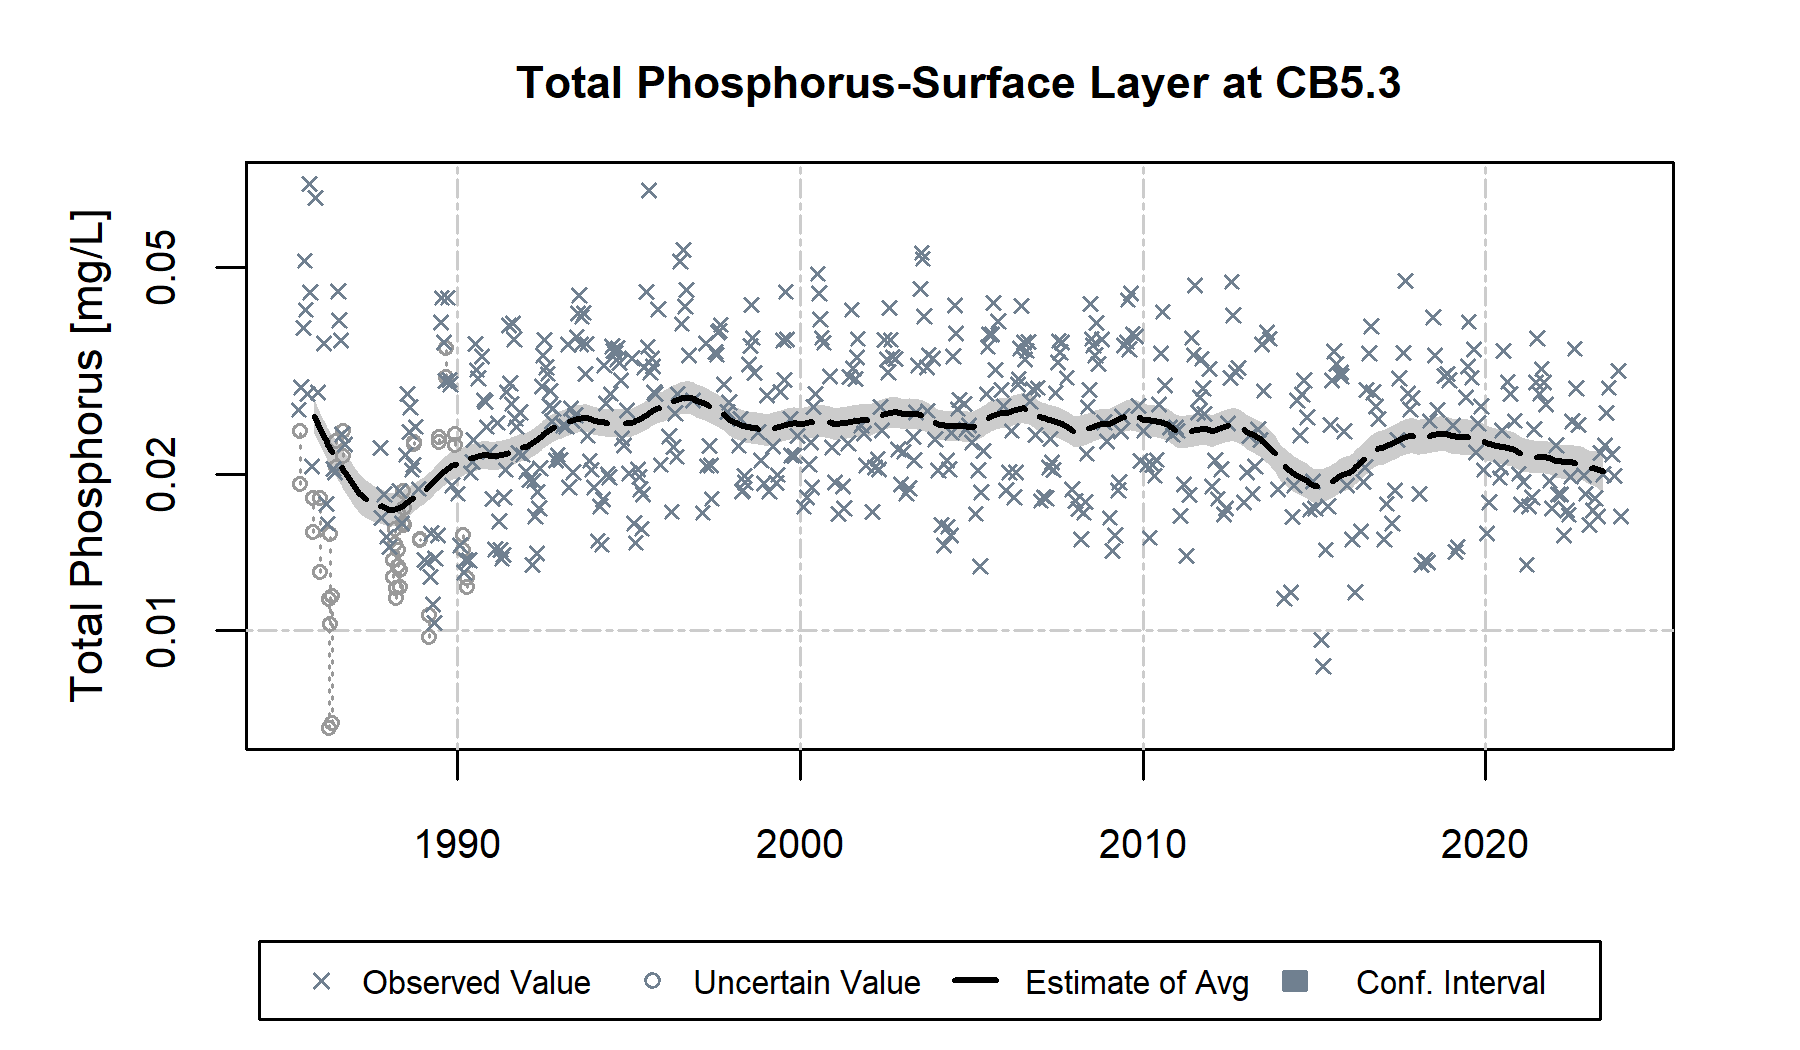 Total Phosphorus-Surface Layer at CB5.3
Total Phosphorus [mg/L]
0.05
0.02
0.01
1990 2000 2010 2020
Observed Value Uncertain Value Estimate of Avg Conf. Interval